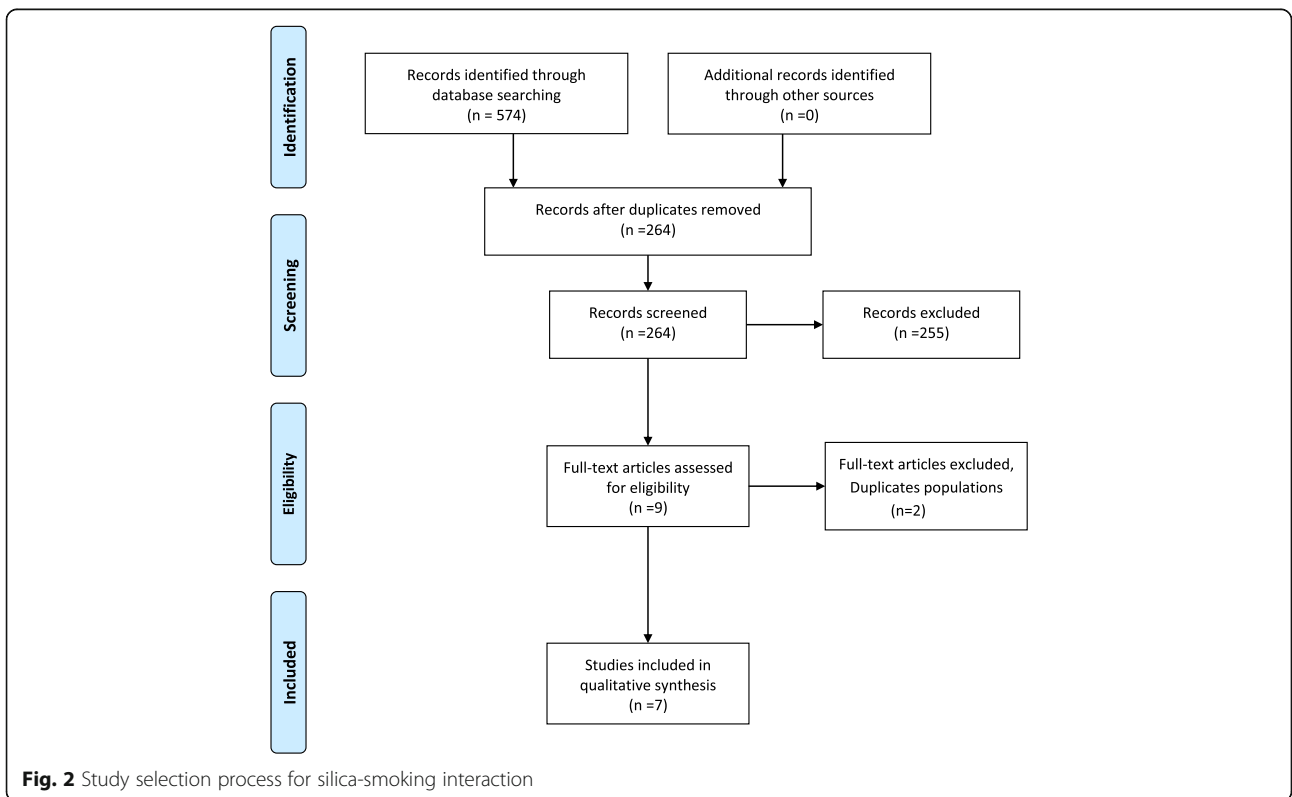 Identification
Records identified through
database searching
(n = 574)
Additional records identified
through other sources
(n =0)
Records after duplicates removed
(n =264)
Screening
Records screened
(n =264)
Records excluded
(n =255)
Eligibility
Full-text articles assessed
for eligibility
(n =9)
Full-text articles excluded,
Duplicates populations
(n=2)
Included
Studies included in
qualitative synthesis
(n =7)
Fig. 2 Study selection process for silica-smoking interaction